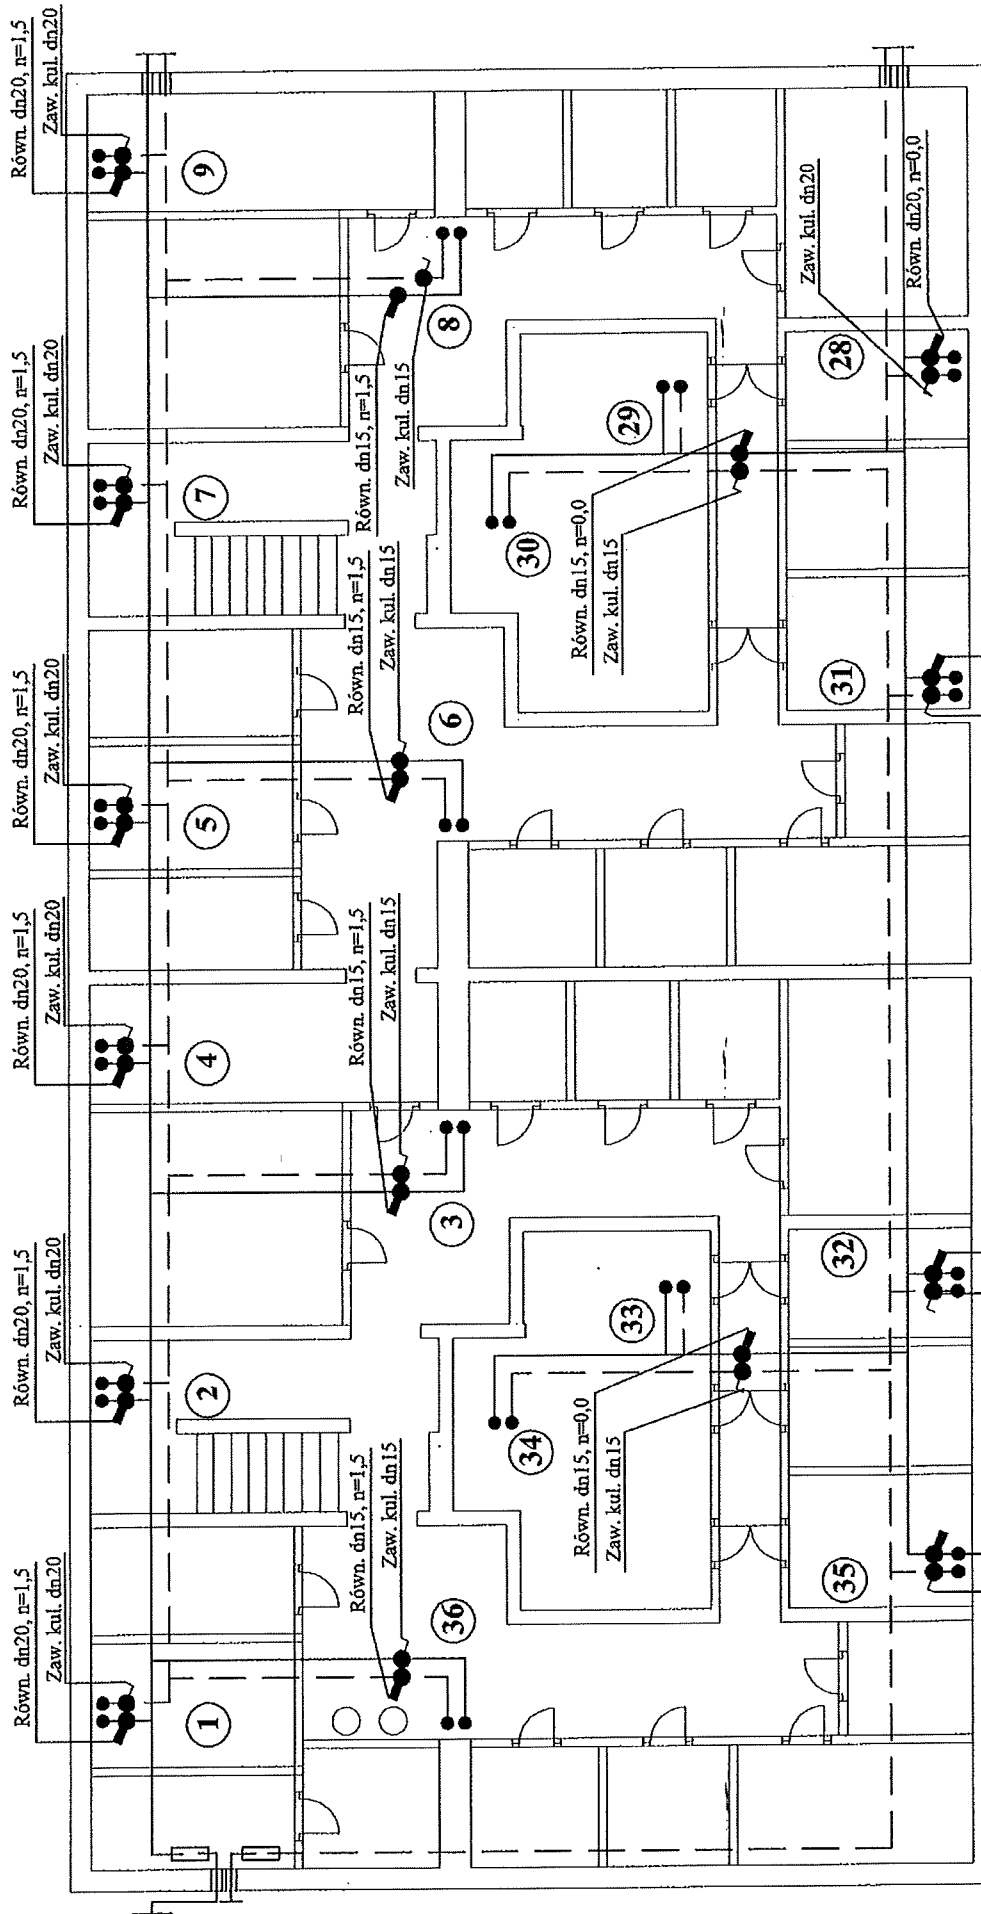 Równ. dn20, n=1,5
Zaw. kul. dn20
Równ. dn20, n=1,5
Zaw. kul. dn20
Równ. dn20, n=1,5
Zaw. kul. dn20
Równ. dn20, n=1,5
Zaw. kul. dn20
Równ. dn20, n=1,5
Zaw. kul. dn20
Równ. dn20, n=1,5
Zaw. kul. dn20
1
2
4
5
7
9
Równ. dn15, n=1,5
Zaw. kul. dn15
Równ. dn15, n=1,5
Zaw. kul. dn15
Równ. dn15, n=1,5
Zaw. kul. dn15
Równ. dn15, n=1,5
Zaw. kul. dn15
36
3
6
8
34
33
30
29
Równ. dn15, n=0,0
Zaw. kul. dn15
Równ. dn15, n=0,0
Zaw. kul. dn15
35
32
31
28
Zaw. kul. dn20
Równ. dn20, n=0,0